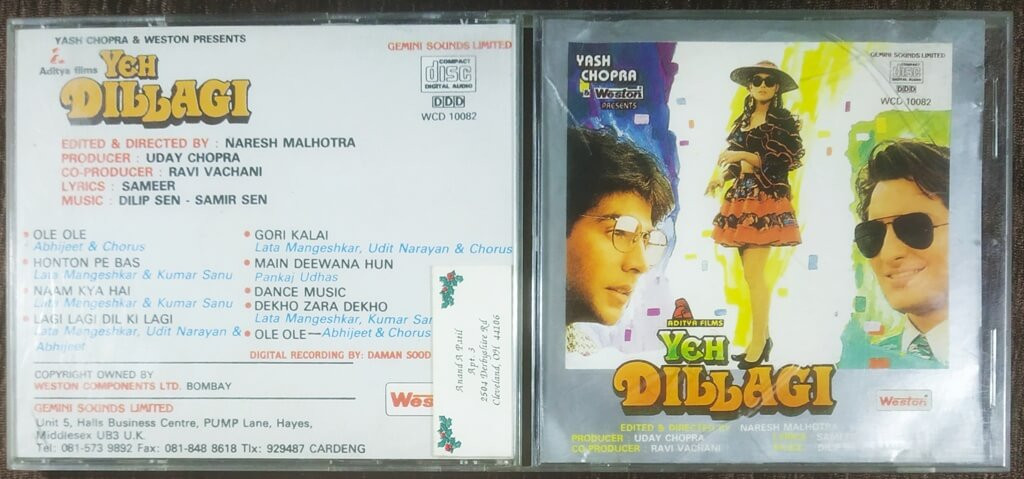 YASH CHOPRA & WESTON PRESENTS
GEMINI SOUNDS LIMITED
Aditya films
YEH
DILLAGI
COMPACT
disc
DIGITAL AUDIO
DDD
WCD 10082
EDITED & DIRECTED BY : NARESH MALHOTRA
PRODUCER : UDAY CHOPRA
CO-PRODUCER : RAVI VACHANI
LYRICS : SAMEER
MUSIC : DILIP SEN - SAMIR SEN
OLE OLE
Abhijeet & Chorus
HONTON PE BAS
Lata Mangeshkar & Kumar Sanu
NAAM KYA HAI
Lata Mangeshkar & Kumar Sanu
LAGI LAGI DIL KI LAGI
Lata Mangeshkar, Udit Narayan &
Abhijeet
GORI KALAI
Lata Mangeshkar, Udit Narayan & Chorus
MAIN DEEWANA HUN
Pankaj Udhas
DANCE MUSIC
DEKHO ZARA DEKHO
Lata Mangeshkar, Kumar
OLE OLE—Abhijeet & Chorus
DIGITAL RECORDING BY: DAMAN SOOD
COPYRIGHT OWNED BY
WESTON COMPONENTS LTD. BOMBAY
GEMINI SOUNDS LIMITED
Unit 5, Halls Business Centre, PUMP Lane, Hayes,
Middlesex UB3 U.K.
Tel: 081-573 9892 Fax: 081-848 8618 Tlx: 929487 CARDENG
Anand A Patil
Apt. 3
2504 Derbyshire Rd
Cleveland, OH 44106
YASH
CHOPRA
& Weston
PRESENTS
GEMINI SOUNDS LIMITED
COMPACT
disc
DIGITAL AUDIO
DDD
WCD 10082
ADITYA FILMS
YEH
DILLAGI
Weston
EDITED & DIRECTED BY NARESH MALHOTRA
PRODUCER : UDAY CHOPRA
CO PRODUCER : RAVI VACHANI